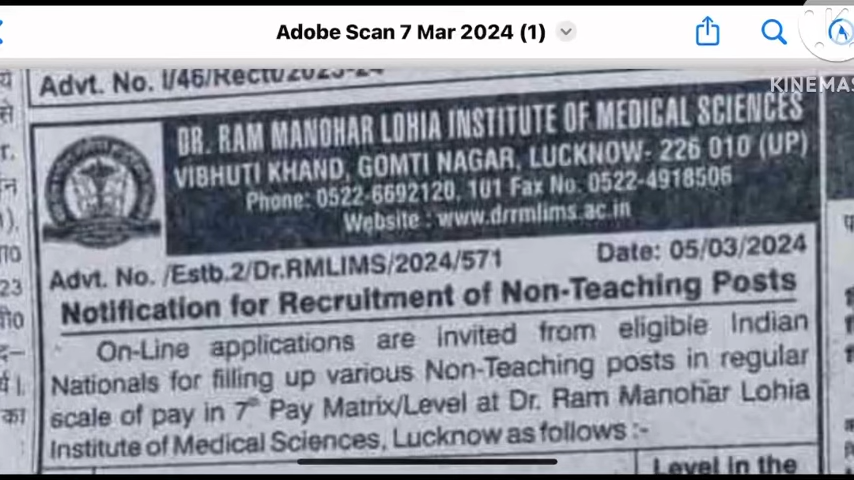 Adobe Scan 7 Mar 2024 (1)
KINEMAS
Advt. No. I/46/Rectt/2023-24
DR. RAM MANOHAR LOHIA INSTITUTE OF MEDICAL SCIENCES
VIBHUTI KHAND, GOMTI NAGAR, LUCKNOW- 226 010 (UP)
Phone: 0522-6692120, 101 Fax No. 0522-4918506
Website : www.drrmlims.ac.in
Advt. No. /Estb.2/Dr.RMLIMS/2024/571 Date: 05/03/2024
Notification for Recruitment of Non-Teaching Posts
On-Line applications are invited from eligible Indian
Nationals for filling up various Non-Teaching posts in regular
scale of pay in 7th Pay Matrix/Level at Dr. Ram Manohar Lohia
Institute of Medical Sciences, Lucknow as follows :-
Level in the